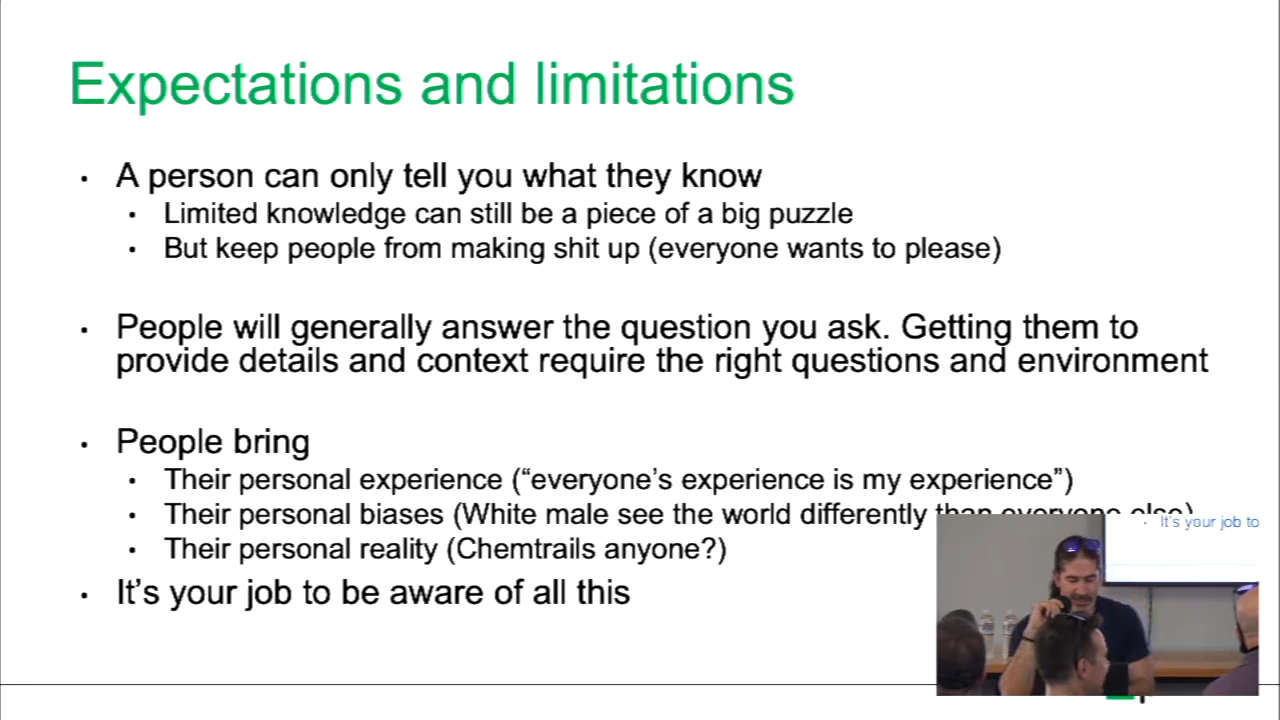 Expectations and limitations
A person can only tell you what they know
Limited knowledge can still be a piece of a big puzzle
But keep people from making shit up (everyone wants to please)
People will generally answer the question you ask. Getting them to
provide details and context require the right questions and environment
People bring
Their personal experience (“everyone’s experience is my experience”)
Their personal biases (White male see the world differently than everyone else)
Their personal reality (Chemtrails anyone?)
It’s your job to be aware of all this
It's your job to